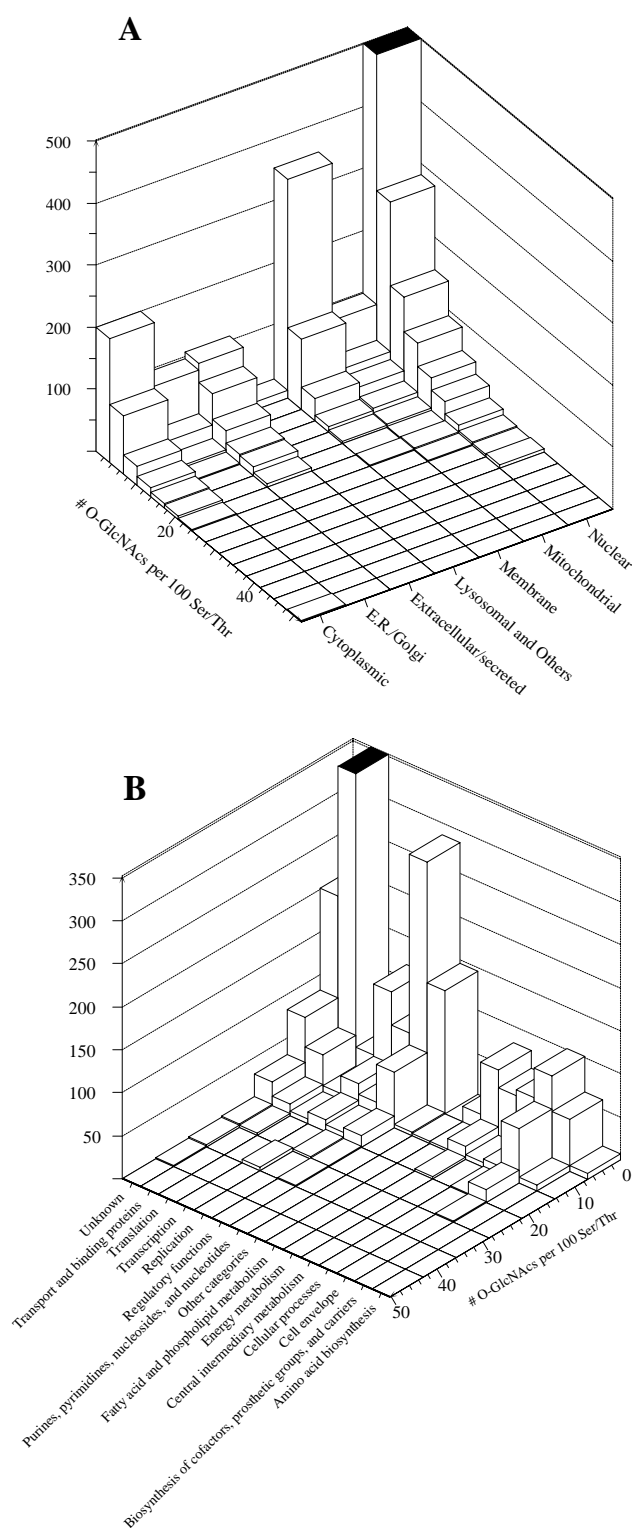 A
500
400
300
200
100
20
40
# O-GlcNAcs per 100 Ser/Thr
Cytoplasmic
E.R./Golgi
Extracellular/secreted
Lysosomal and Others
Membrane
Mitochondrial
Nuclear
B
350
300
250
200
150
100
50
Unknown
Transport and binding proteins
Translation
Transcription
Replication
Regulatory functions
Purines, pyrimidines, nucleosides, and nucleotides
Other categories
Fatty acid and phospholipid metabolism
Energy metabolism
Central intermediary metabolism
Cellular processes
Cell envelope
Biosynthesis of cofactors, prosthetic groups, and carriers
Amino acid biosynthesis
50
40
30
20
10
0
# O-GlcNAcs per 100 Ser/Thr